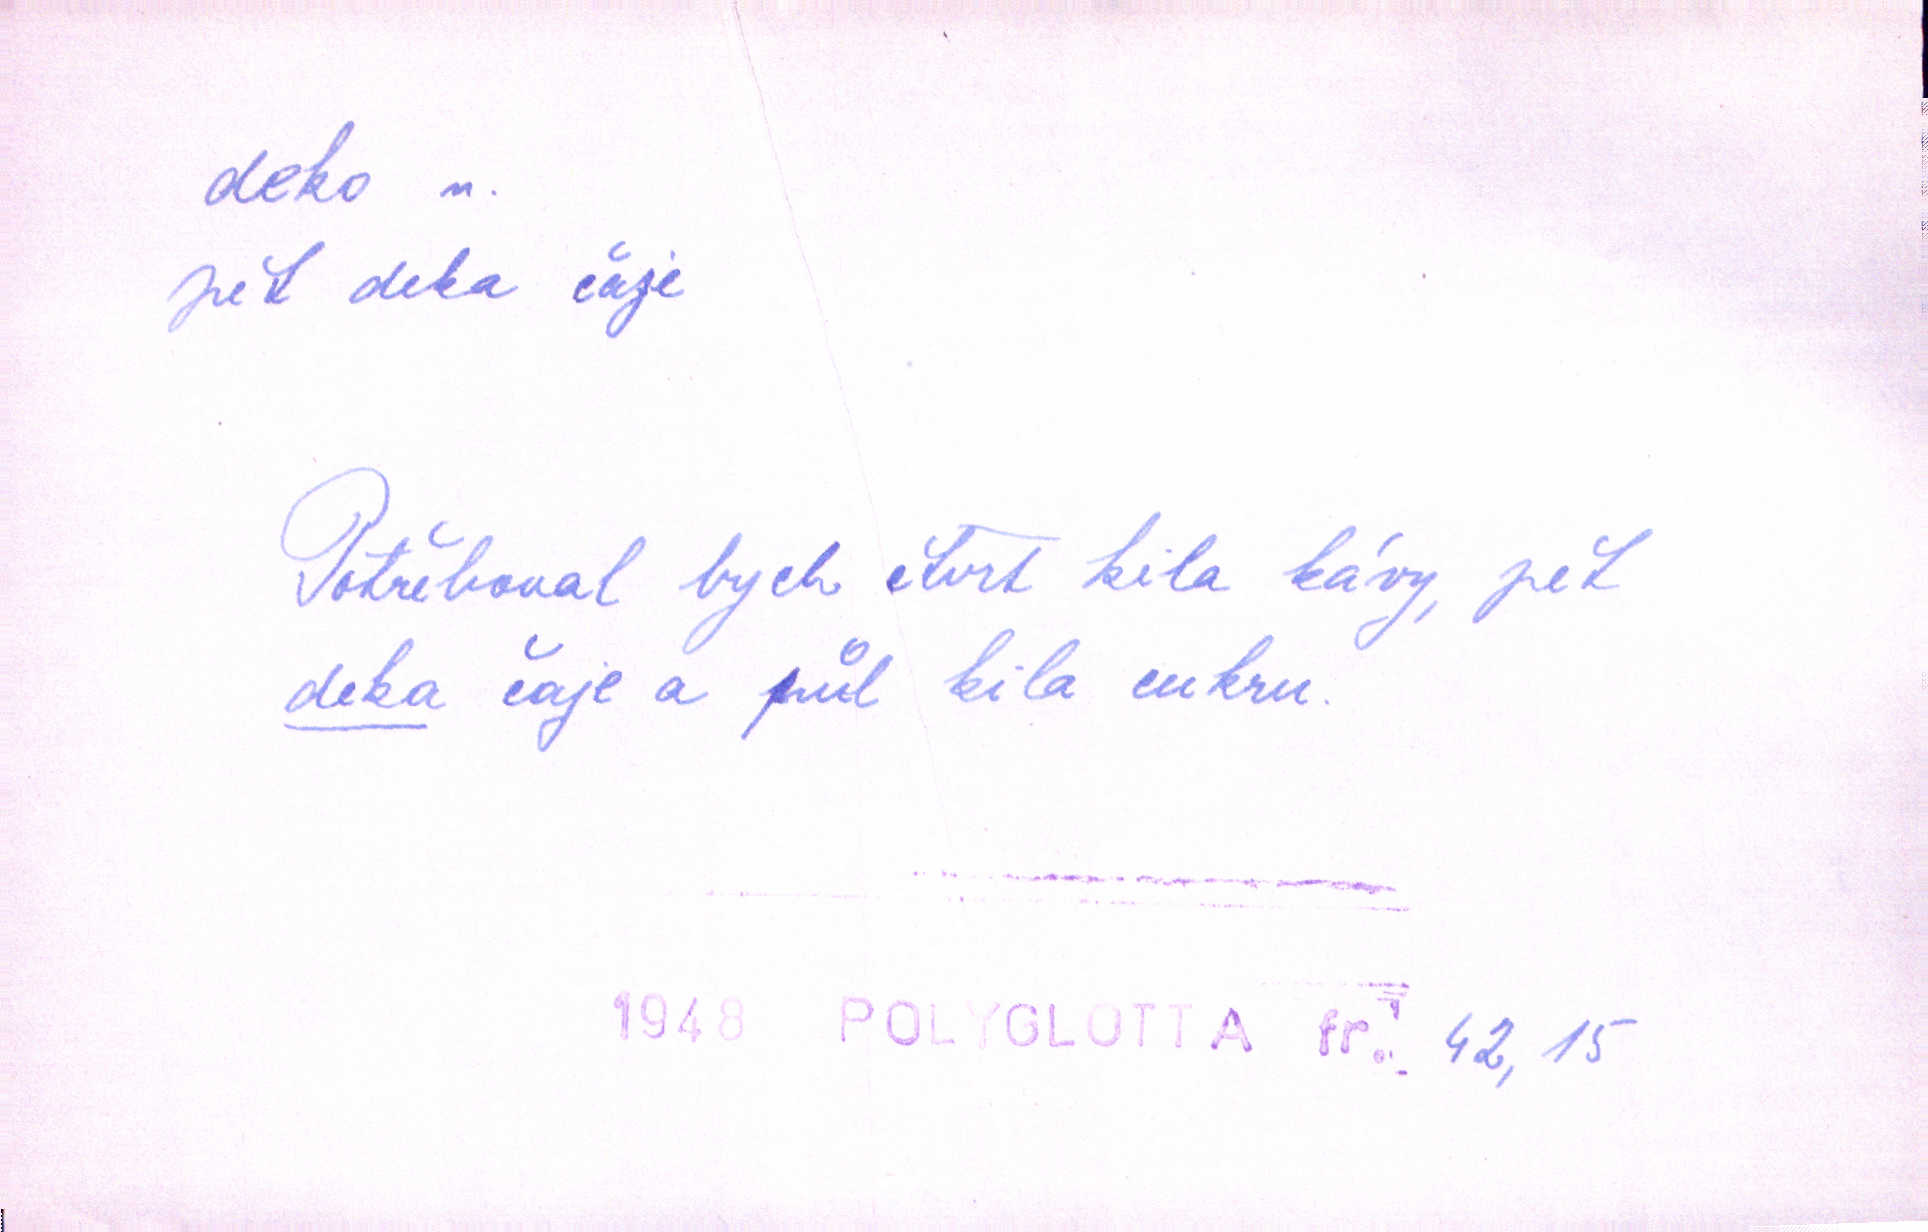 deko n.
pět deka čaje
Potřeboval bych čtvrt kila kávy, pět
deka čaje a půl kila cukru.
1948 POLYGLOTTA fr. 42, 15